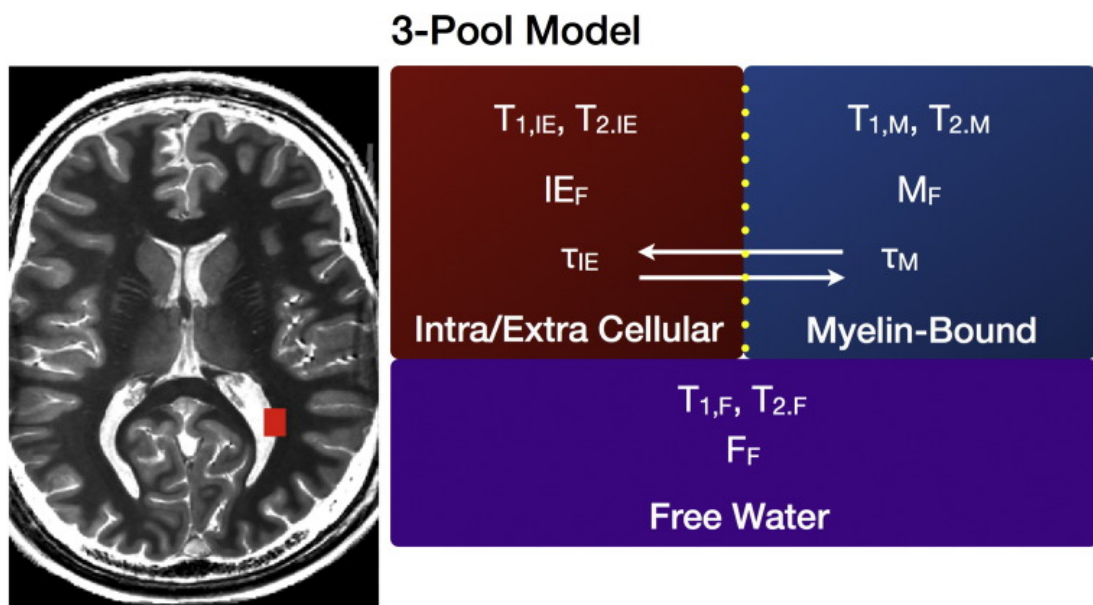 3-Pool Model
T1,IE, T2.IE
IEF
τIE
Intra/Extra Cellular
T1,M, T2.M
MF
τM
Myelin-Bound
T1,F, T2.F
FF
Free Water